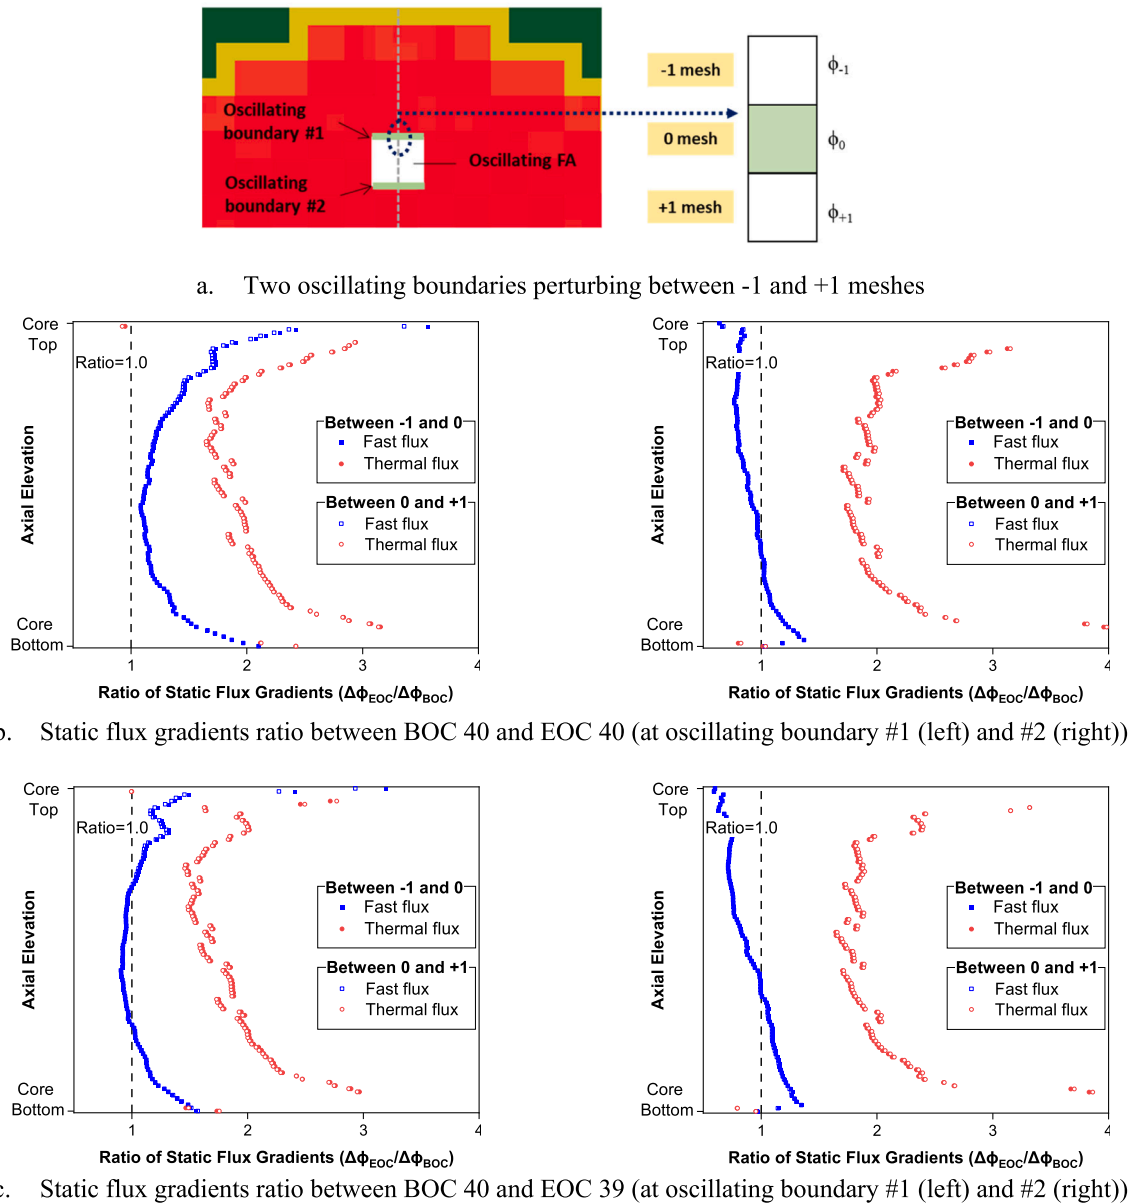 Oscillating
boundary #1
Oscillating FA
Oscillating
boundary #2
-1 mesh
0 mesh
+1 mesh
ϕ-1
ϕ0
ϕ+1
a. Two oscillating boundaries perturbing between -1 and +1 meshes
Core
Top
Ratio=1.0
Between -1 and 0
Fast flux
Thermal flux
Between 0 and +1
Fast flux
Thermal flux
Axial Elevation
Core
Bottom
1 2 3 4
Ratio of Static Flux Gradients (ΔϕEOC/ΔϕBOC)
Core
Top
Ratio=1.0
Between -1 and 0
Fast flux
Thermal flux
Between 0 and +1
Fast flux
Thermal flux
Axial Elevation
Core
Bottom
1 2 3 4
Ratio of Static Flux Gradients (ΔϕEOC/ΔϕBOC)
. Static flux gradients ratio between BOC 40 and EOC 40 (at oscillating boundary #1 (left) and #2 (right))
Core
Top
Ratio=1.0
Between -1 and 0
Fast flux
Thermal flux
Between 0 and +1
Fast flux
Thermal flux
Axial Elevation
Core
Bottom
1 2 3 4
Ratio of Static Flux Gradients (ΔϕEOC/ΔϕBOC)
Core
Top
Ratio=1.0
Between -1 and 0
Fast flux
Thermal flux
Between 0 and +1
Fast flux
Thermal flux
Axial Elevation
Core
Bottom
1 2 3 4
Ratio of Static Flux Gradients (ΔϕEOC/ΔϕBOC)
c. Static flux gradients ratio between BOC 40 and EOC 39 (at oscillating boundary #1 (left) and #2 (right))